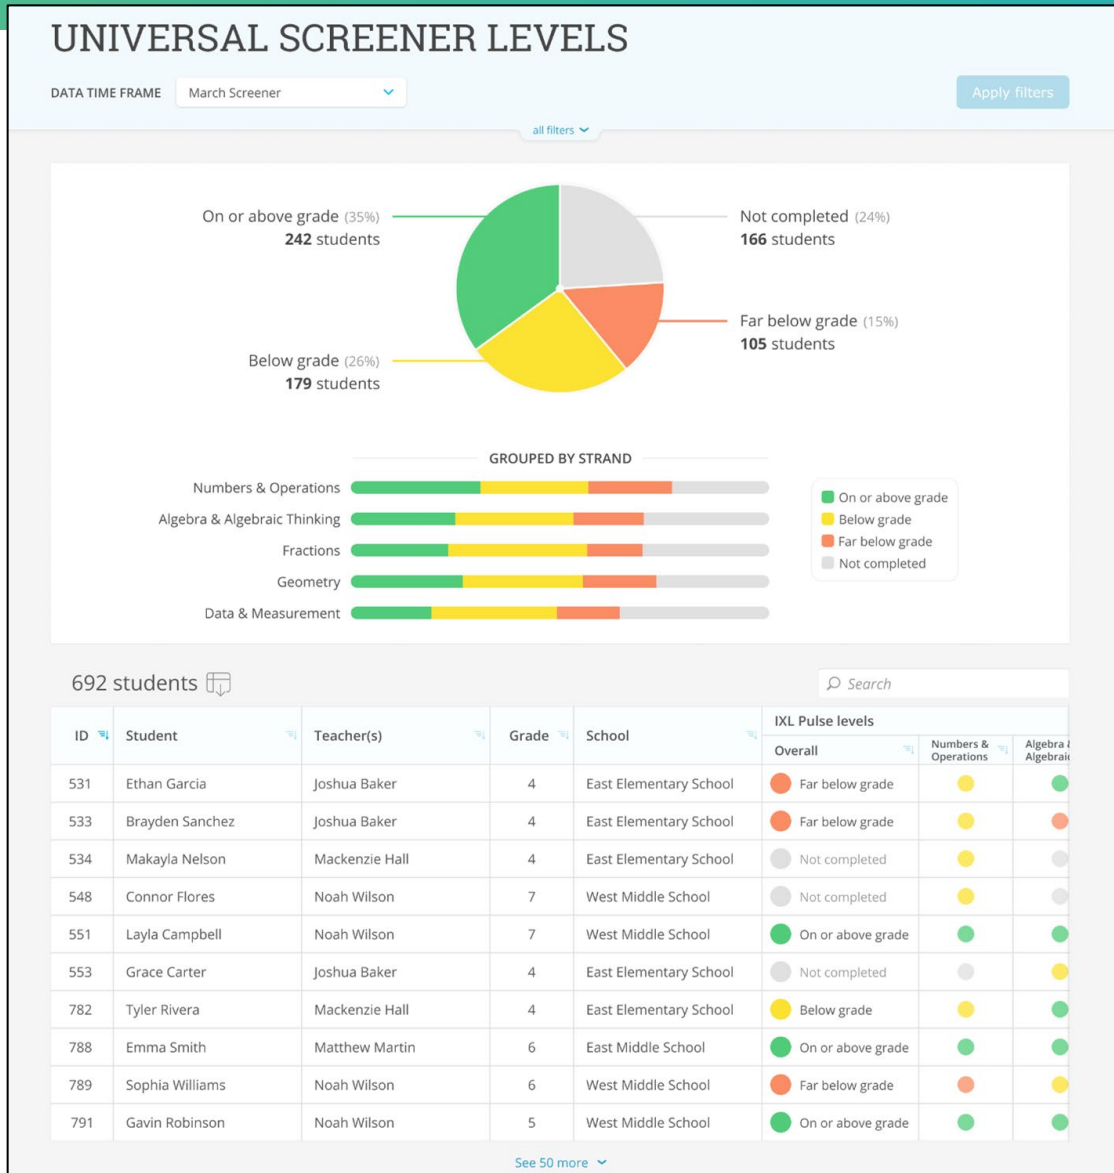 UNIVERSAL SCREENER LEVELS
DATA TIME FRAME March Screener Apply filters
all filters
On or above grade (35%)
242 students
Not completed (24%)
166 students
Far below grade (15%)
105 students
Below grade (26%)
179 students
GROUPED BY STRAND
Numbers & Operations
Algebra & Algebraic Thinking
Fractions
Geometry
Data & Measurement
On or above grade
Below grade
Far below grade
Not completed
692 students Search
IXL Pulse levels
ID Student Teacher(s) Grade School Overall Numbers & Operations Algebra & Algebraic
531 Ethan Garcia Joshua Baker 4 East Elementary School Far below grade
533 Brayden Sanchez Joshua Baker 4 East Elementary School Far below grade
534 Makayla Nelson Mackenzie Hall 4 East Elementary School Not completed
548 Connor Flores Noah Wilson 7 West Middle School Not completed
551 Layla Campbell Noah Wilson 7 West Middle School On or above grade
553 Grace Carter Joshua Baker 4 East Elementary School Not completed
782 Tyler Rivera Mackenzie Hall 4 East Elementary School Below grade
788 Emma Smith Matthew Martin 6 East Middle School On or above grade
789 Sophia Williams Noah Wilson 6 West Middle School Far below grade
791 Gavin Robinson Noah Wilson 5 West Middle School On or above grade
See 50 more